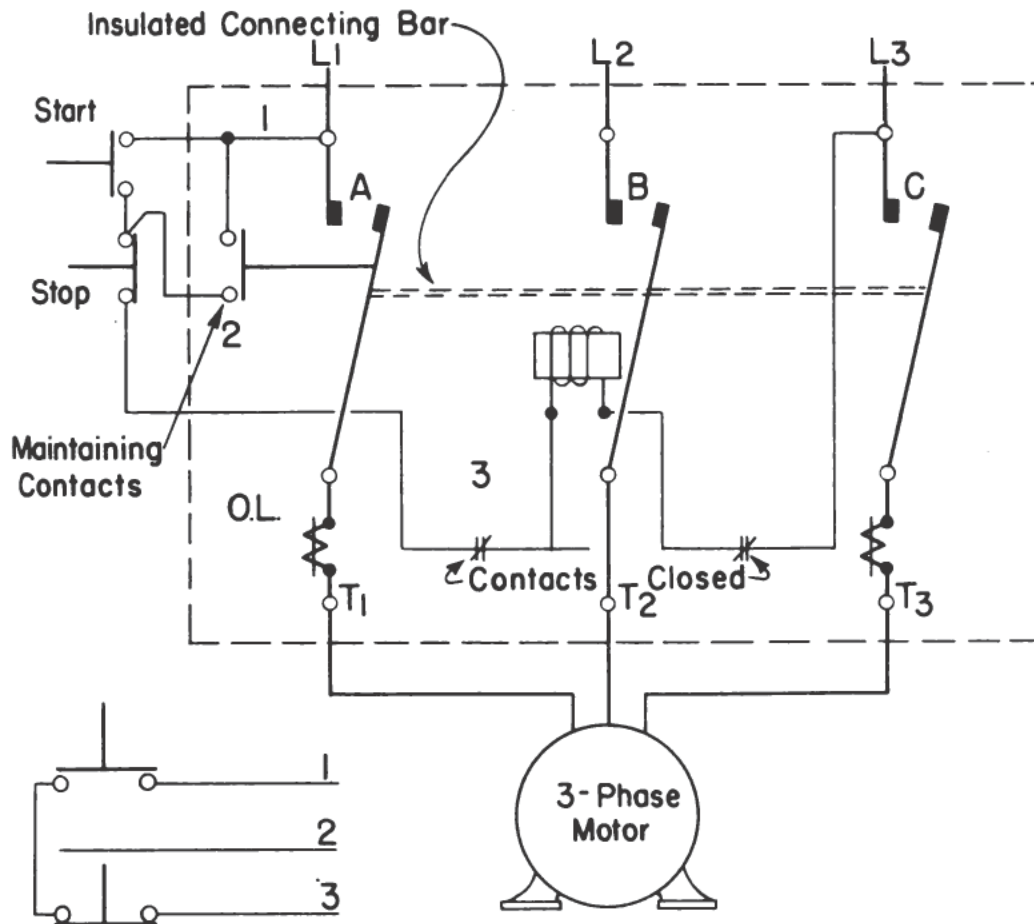 Insulated Connecting Bar
L1
L2
L3
Start
1
A
B
C
Stop
2
Maintaining
Contacts
3
O.L.
Contacts
Closed
T1
T2
T3
3-Phase
Motor
1
2
3